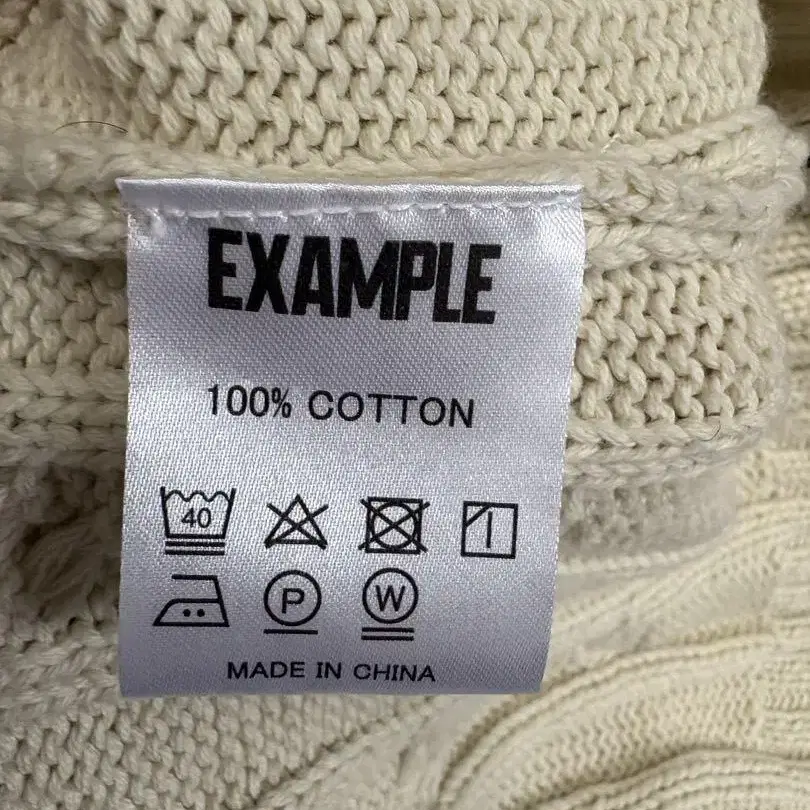 EXAMPLE
100% COTTON
40
P W
MADE IN CHINA